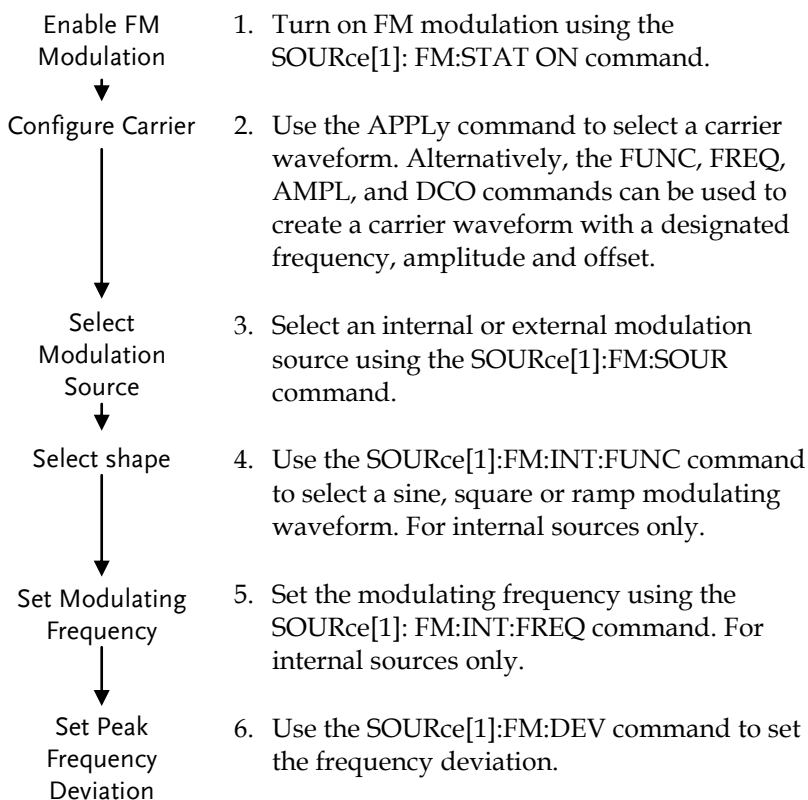 Enable FM
Modulation
1. Turn on FM modulation using the
SOURce[1]: FM:STAT ON command.
Configure Carrier
2. Use the APPLy command to select a carrier
waveform. Alternatively, the FUNC, FREQ,
AMPL, and DCO commands can be used to
create a carrier waveform with a designated
frequency, amplitude and offset.
Select
Modulation
Source
3. Select an internal or external modulation
source using the SOURce[1]:FM:SOUR
command.
Select shape
4. Use the SOURce[1]:FM:INT:FUNC command
to select a sine, square or ramp modulating
waveform. For internal sources only.
Set Modulating
Frequency
5. Set the modulating frequency using the
SOURce[1]: FM:INT:FREQ command. For
internal sources only.
Set Peak
Frequency
Deviation
6. Use the SOURce[1]:FM:DEV command to set
the frequency deviation.